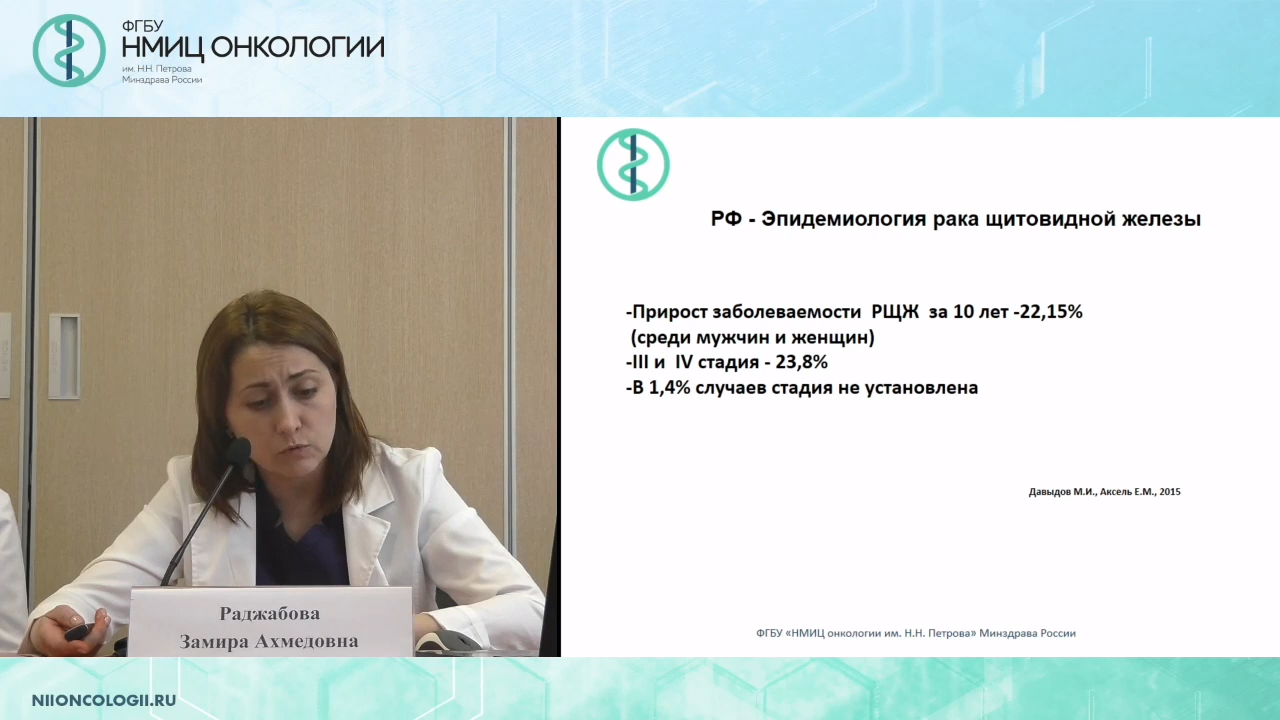 ФГБУ
НМИЦ ОНКОЛОГИИ
им. Н.Н. Петрова
Минздрава России
РФ - Эпидемиология рака щитовидной железы
-Прирост заболеваемости РЩЖ за 10 лет -22,15%
(среди мужчин и женщин)
-III и IV стадия - 23,8%
-В 1,4% случаев стадия не установлена
Давыдов М.И., Аксель Е.М., 2015
Раджабова
Замира Ахмедовна
ФГБУ «НМИЦ онкологии им. Н.Н. Петрова» Минздрава России
NIIONCOLOGII.RU